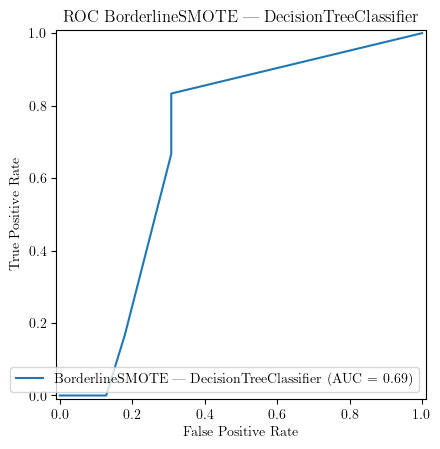 ROC BorderlineSMOTE — DecisionTreeClassifier
1.0
0.8
0.6
0.4
0.2
0.0
True Positive Rate
BorderlineSMOTE — DecisionTreeClassifier (AUC = 0.69)
0.0 0.2 0.4 0.6 0.8 1.0
False Positive Rate